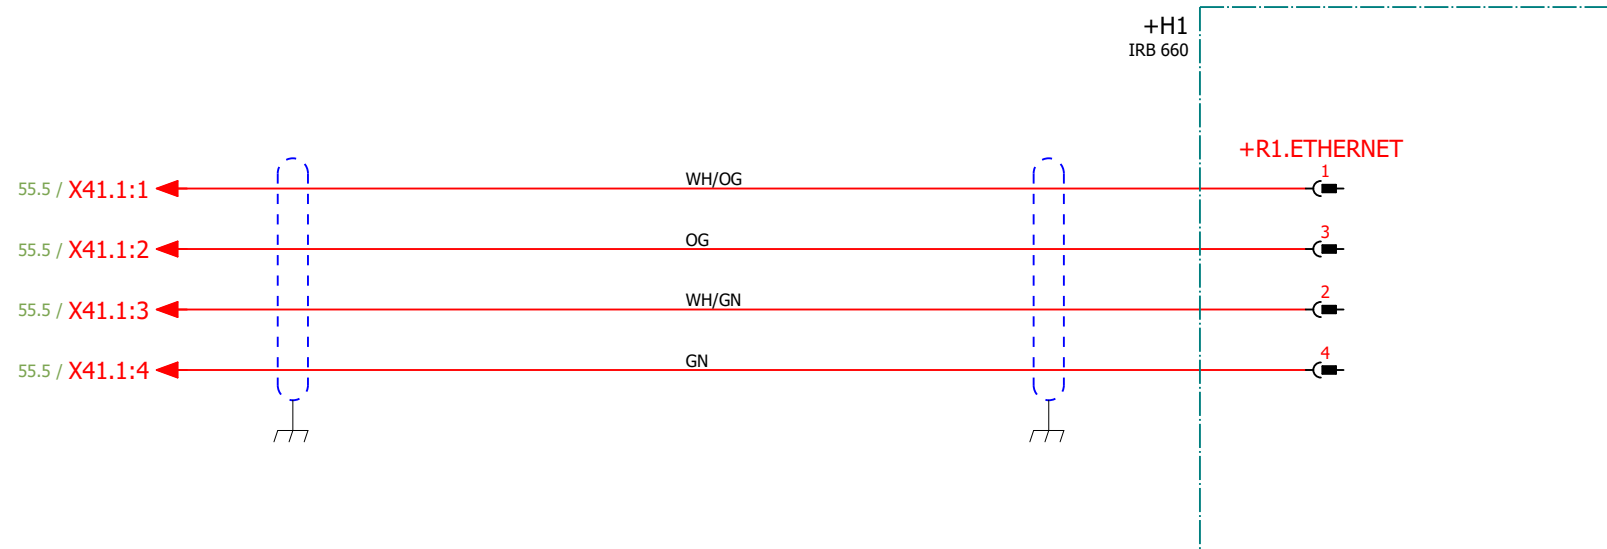 +H1
IRB 660
+R1.ETHERNET
55.5 / X41.1:1 WH/OG 1
55.5 / X41.1:2 OG 3
55.5 / X41.1:3 WH/GN 2
55.5 / X41.1:4 GN 4